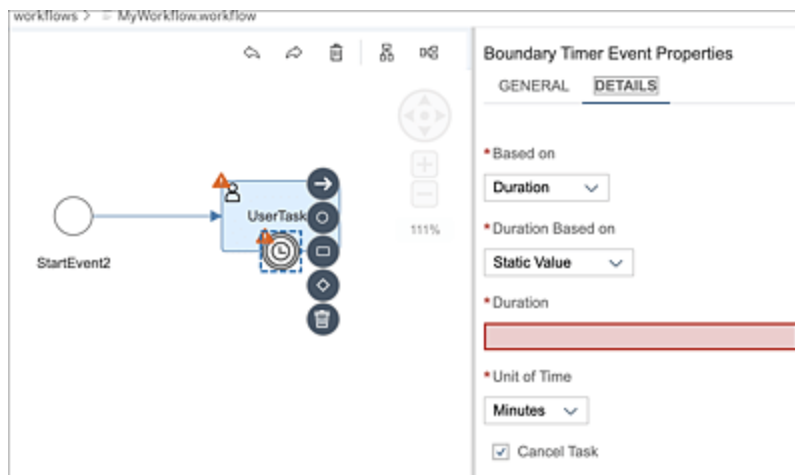 workflows > MyWorkflow.workflow
Boundary Timer Event Properties
GENERAL DETAILS
*Based on
Duration
*Duration Based on
Static Value
*Duration
*Unit of Time
Minutes
Cancel Task
UserTask
StartEvent2
111%